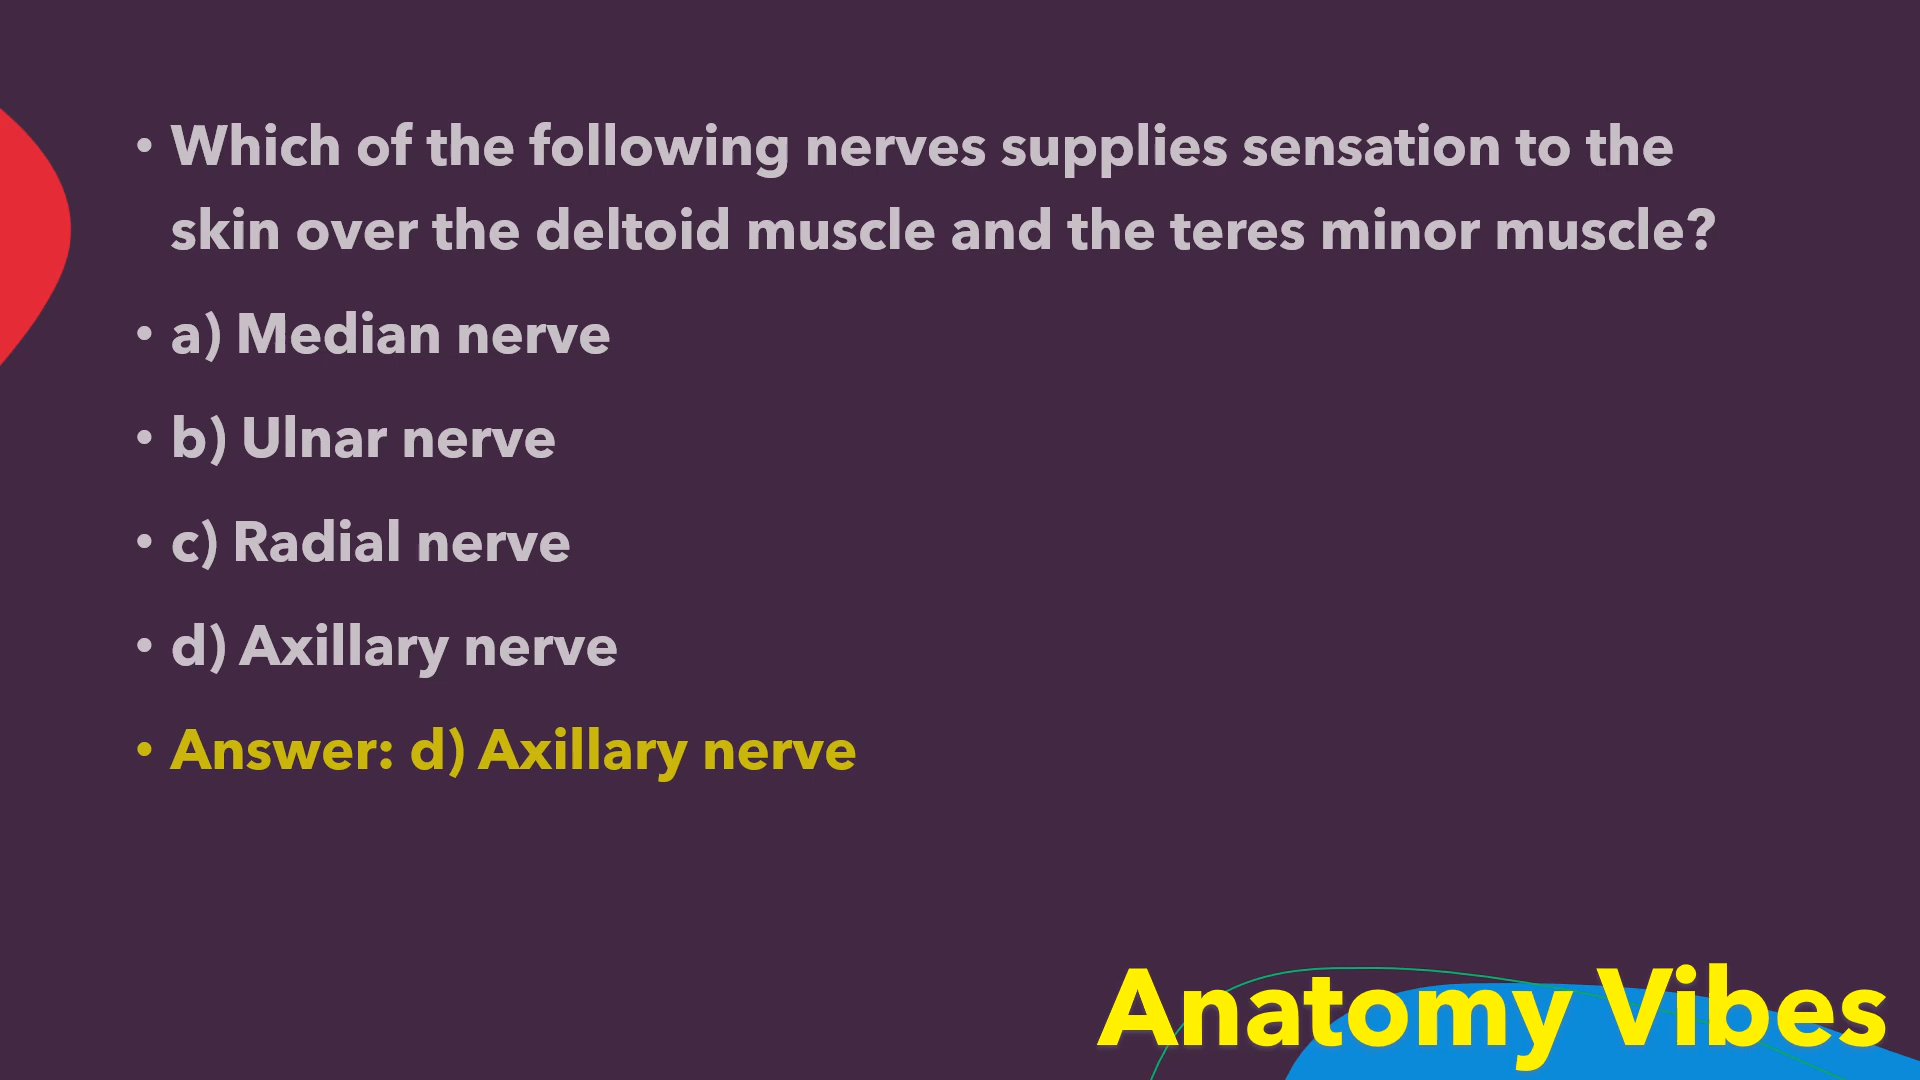 • Which of the following nerves supplies sensation to the
skin over the deltoid muscle and the teres minor muscle?
• a) Median nerve
• b) Ulnar nerve
• c) Radial nerve
• d) Axillary nerve
• Answer: d) Axillary nerve
Anatomy Vibes